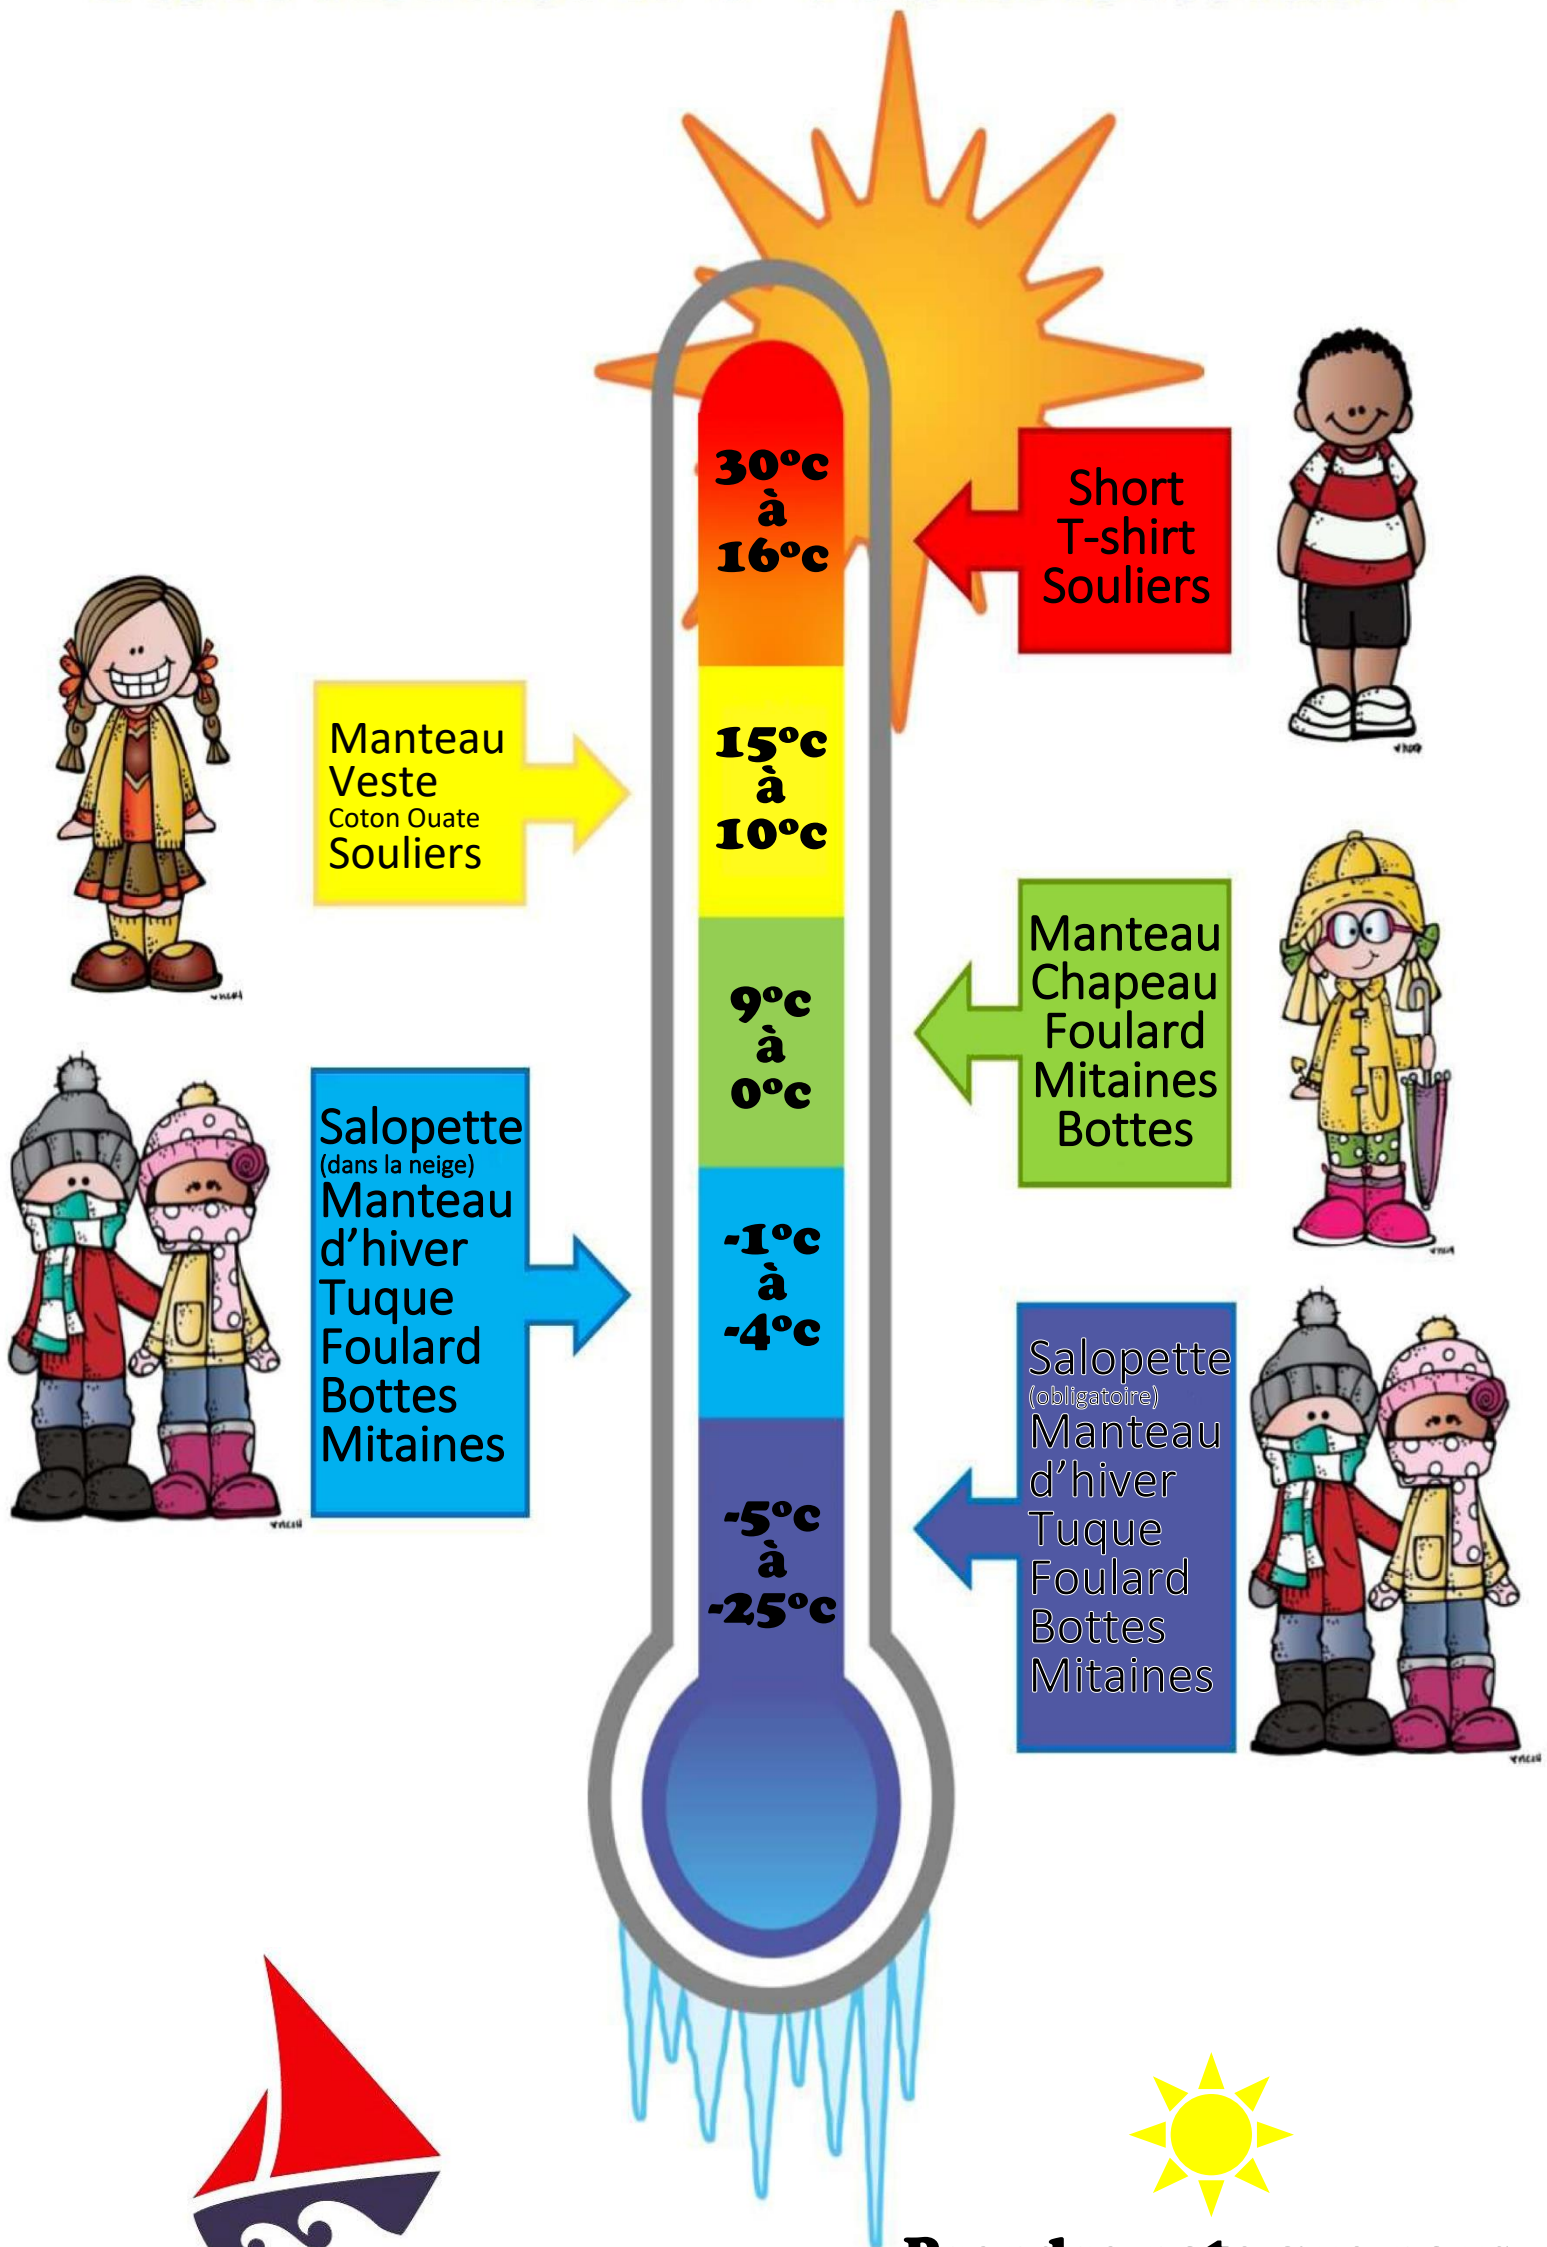 30°c
à
16°c
Short
T-shirt
Souliers
Manteau
Veste
Coton Ouate
Souliers
15°c
à
10°c
Manteau
Chapeau
Foulard
Mitaines
Bottes
9°c
à
0°c
Salopette
(dans la neige)
Manteau
d'hiver
Tuque
Foulard
Bottes
Mitaines
-1°c
à
-4°c
Salopette
(obligatoire)
Manteau
d'hiver
Tuque
Foulard
Bottes
Mitaines
-5°c
à
-25°c